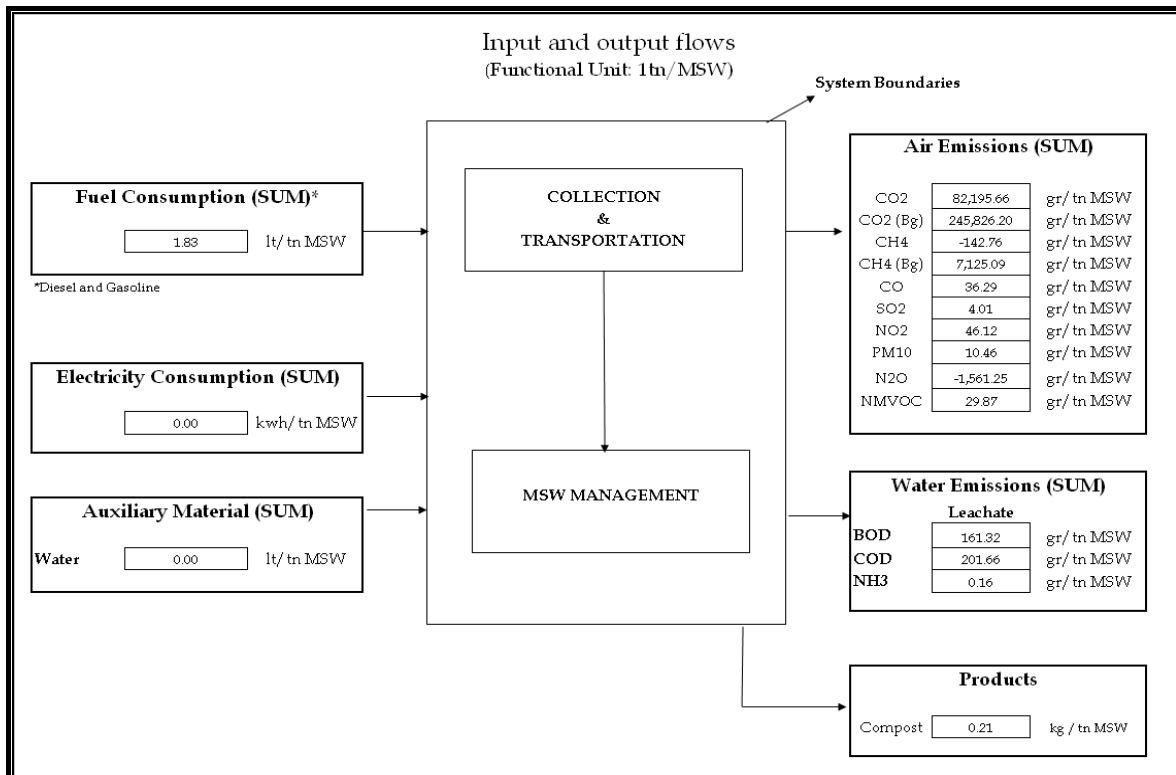 Input and output flows
(Functional Unit: 1tn/MSW)
System Boundaries
Fuel Consumption (SUM)*
1.83 lt/tn MSW
*Diesel and Gasoline
Electricity Consumption (SUM)
0.00 kwh/tn MSW
Auxiliary Material (SUM)
Water 0.00 lt/tn MSW
COLLECTION
&
TRANSPORTATION
MSW MANAGEMENT
Air Emissions (SUM)
CO2 82,195.66 gr/tn MSW
CO2 (Bg) 245,826.20 gr/tn MSW
CH4 -142.76 gr/tn MSW
CH4 (Bg) 7,125.09 gr/tn MSW
CO 36.29 gr/tn MSW
SO2 4.01 gr/tn MSW
NO2 46.12 gr/tn MSW
PM10 10.46 gr/tn MSW
N2O -1,561.25 gr/tn MSW
NMVOC 29.87 gr/tn MSW
Water Emissions (SUM)
Leachate
BOD 161.32 gr/tn MSW
COD 201.66 gr/tn MSW
NH3 0.16 gr/tn MSW
Products
Compost 0.21 kg / tn MSW